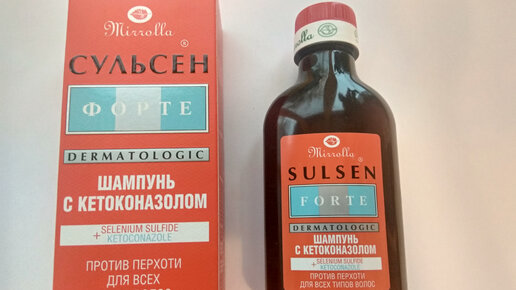 Mirrolla
СУЛЬСЕН®
ФОРТЕ
DERMATOLOGIC
ШАМПУНЬ
С КЕТОКОНАЗОЛОМ
+ SELENIUM SULFIDE
KETOCONAZOLE
ПРОТИВ ПЕРХОТИ
ДЛЯ ВСЕХ
Mirrolla
SULSEN
FORTE
DERMATOLOGIC
ШАМПУНЬ
С КЕТОКОНАЗОЛОМ
+ SELENIUM SULFIDE
KETOCONAZOLE
ПРОТИВ ПЕРХОТИ
ДЛЯ ВСЕХ ТИПОВ ВОЛОС